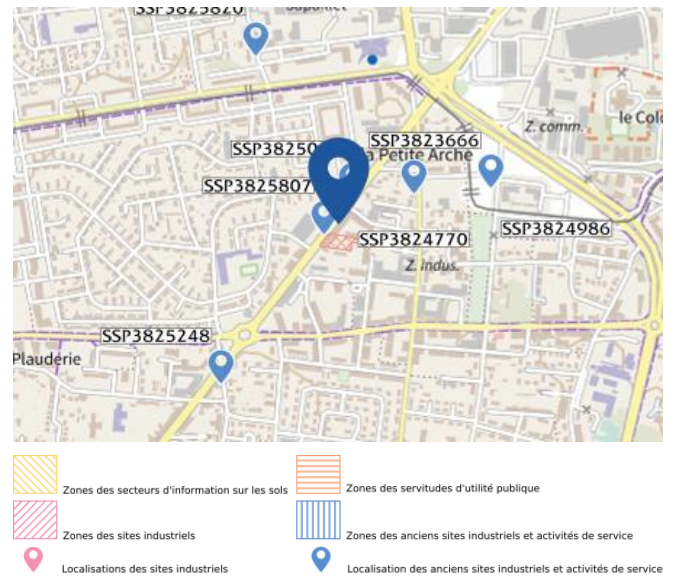 SSP3825820
le Col
Z. comm.
SSP3823666
SSP38250
a Petite Arche
SSP3825807
SSP3824986
SSP3824770
Z. indus.
SSP3825248
Plauderie
Zones des secteurs d'information sur les sols
Zones des servitudes d'utilité publique
Zones des sites industriels
Zones des anciens sites industriels et activités de service
Localisations des sites industriels
Localisation des anciens sites industriels et activités de service